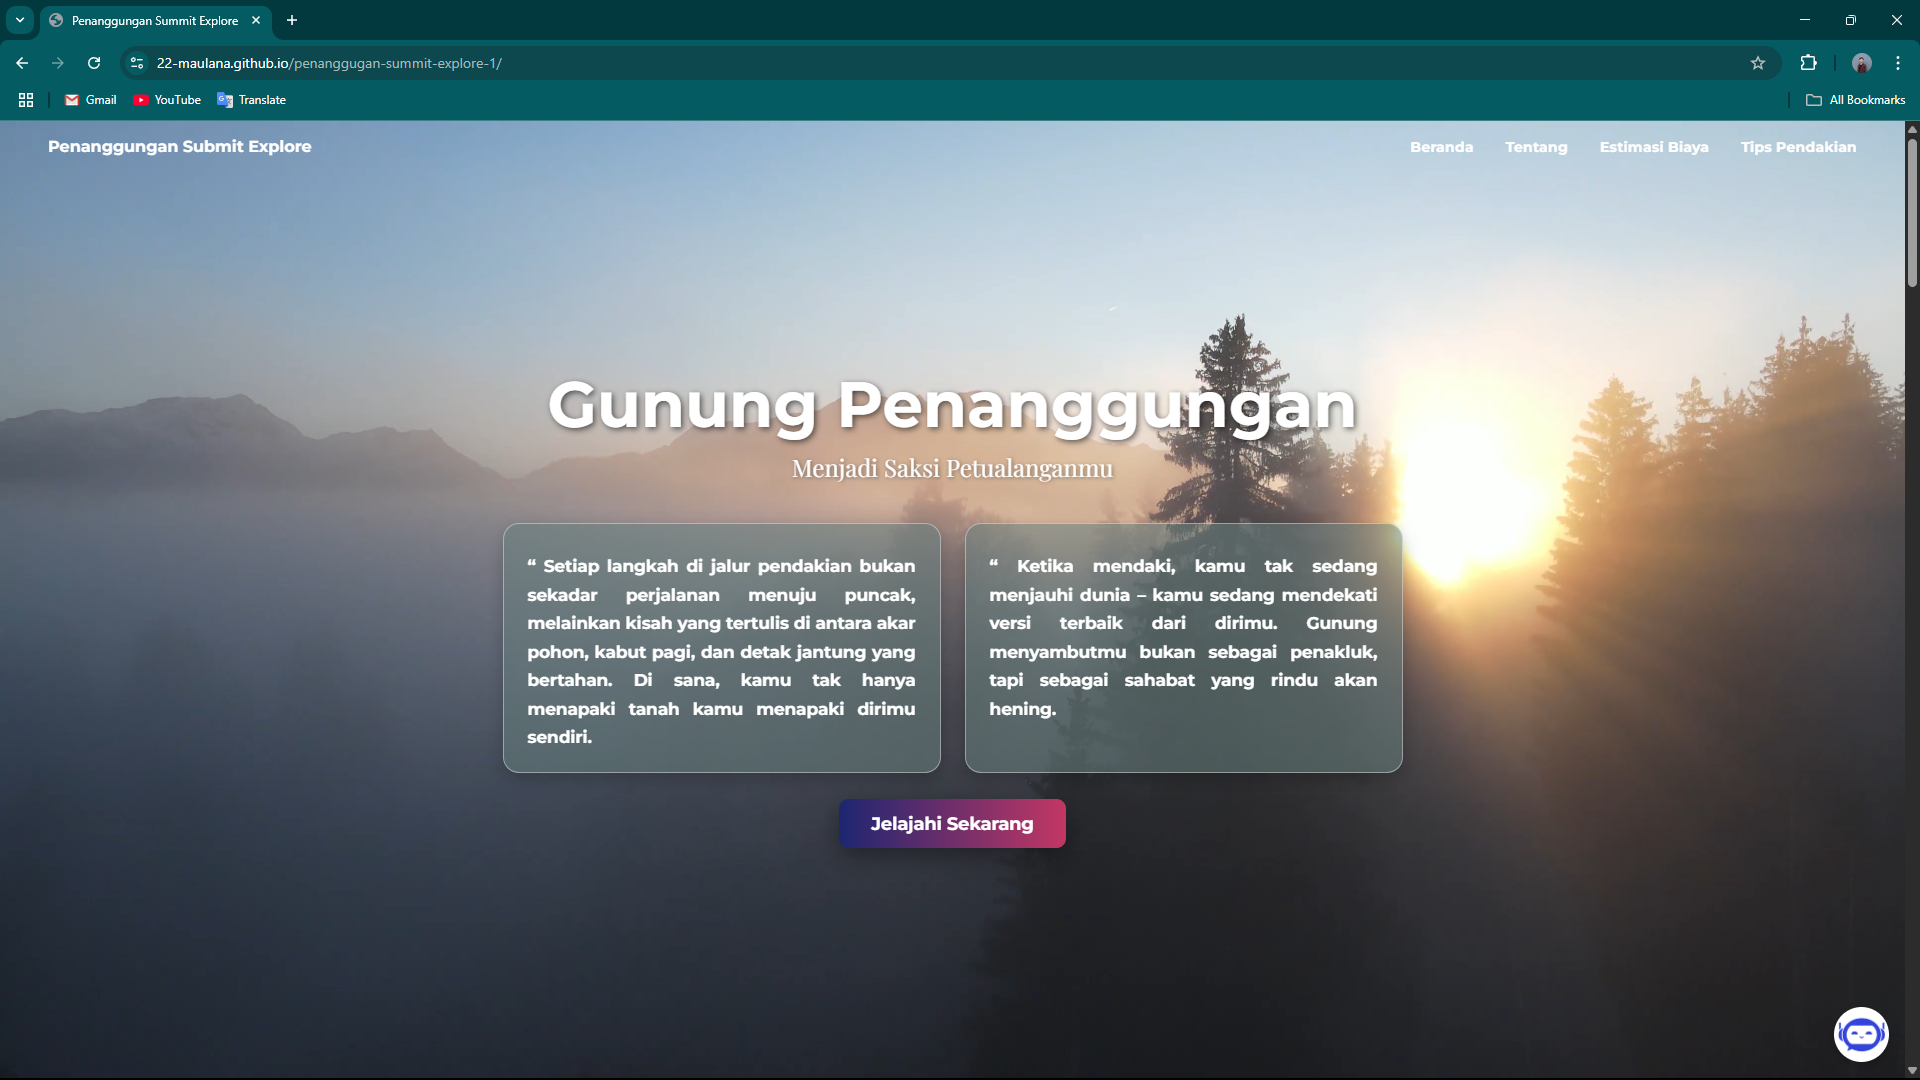 Penanggungan Summit Explore
22-maulana.github.io/penanggugan-summit-explore-1/
Gmail
YouTube
Translate
All Bookmarks
Penanggungan Submit Explore
Beranda
Tentang
Estimasi Biaya
Tips Pendakian
Gunung Penanggungan
Menjadi Saksi Petualanganmu
“ Setiap langkah di jalur pendakian bukan
sekadar perjalanan menuju puncak,
melainkan kisah yang tertulis di antara akar
pohon, kabut pagi, dan detak jantung yang
bertahan. Di sana, kamu tak hanya
menapaki tanah kamu menapaki dirimu
sendiri.
“ Ketika mendaki, kamu tak sedang
menjauhi dunia – kamu sedang mendekati
versi terbaik dari dirimu. Gunung
menyambutmu bukan sebagai penakluk,
tapi sebagai sahabat yang rindu akan
hening.
Jelajahi Sekarang